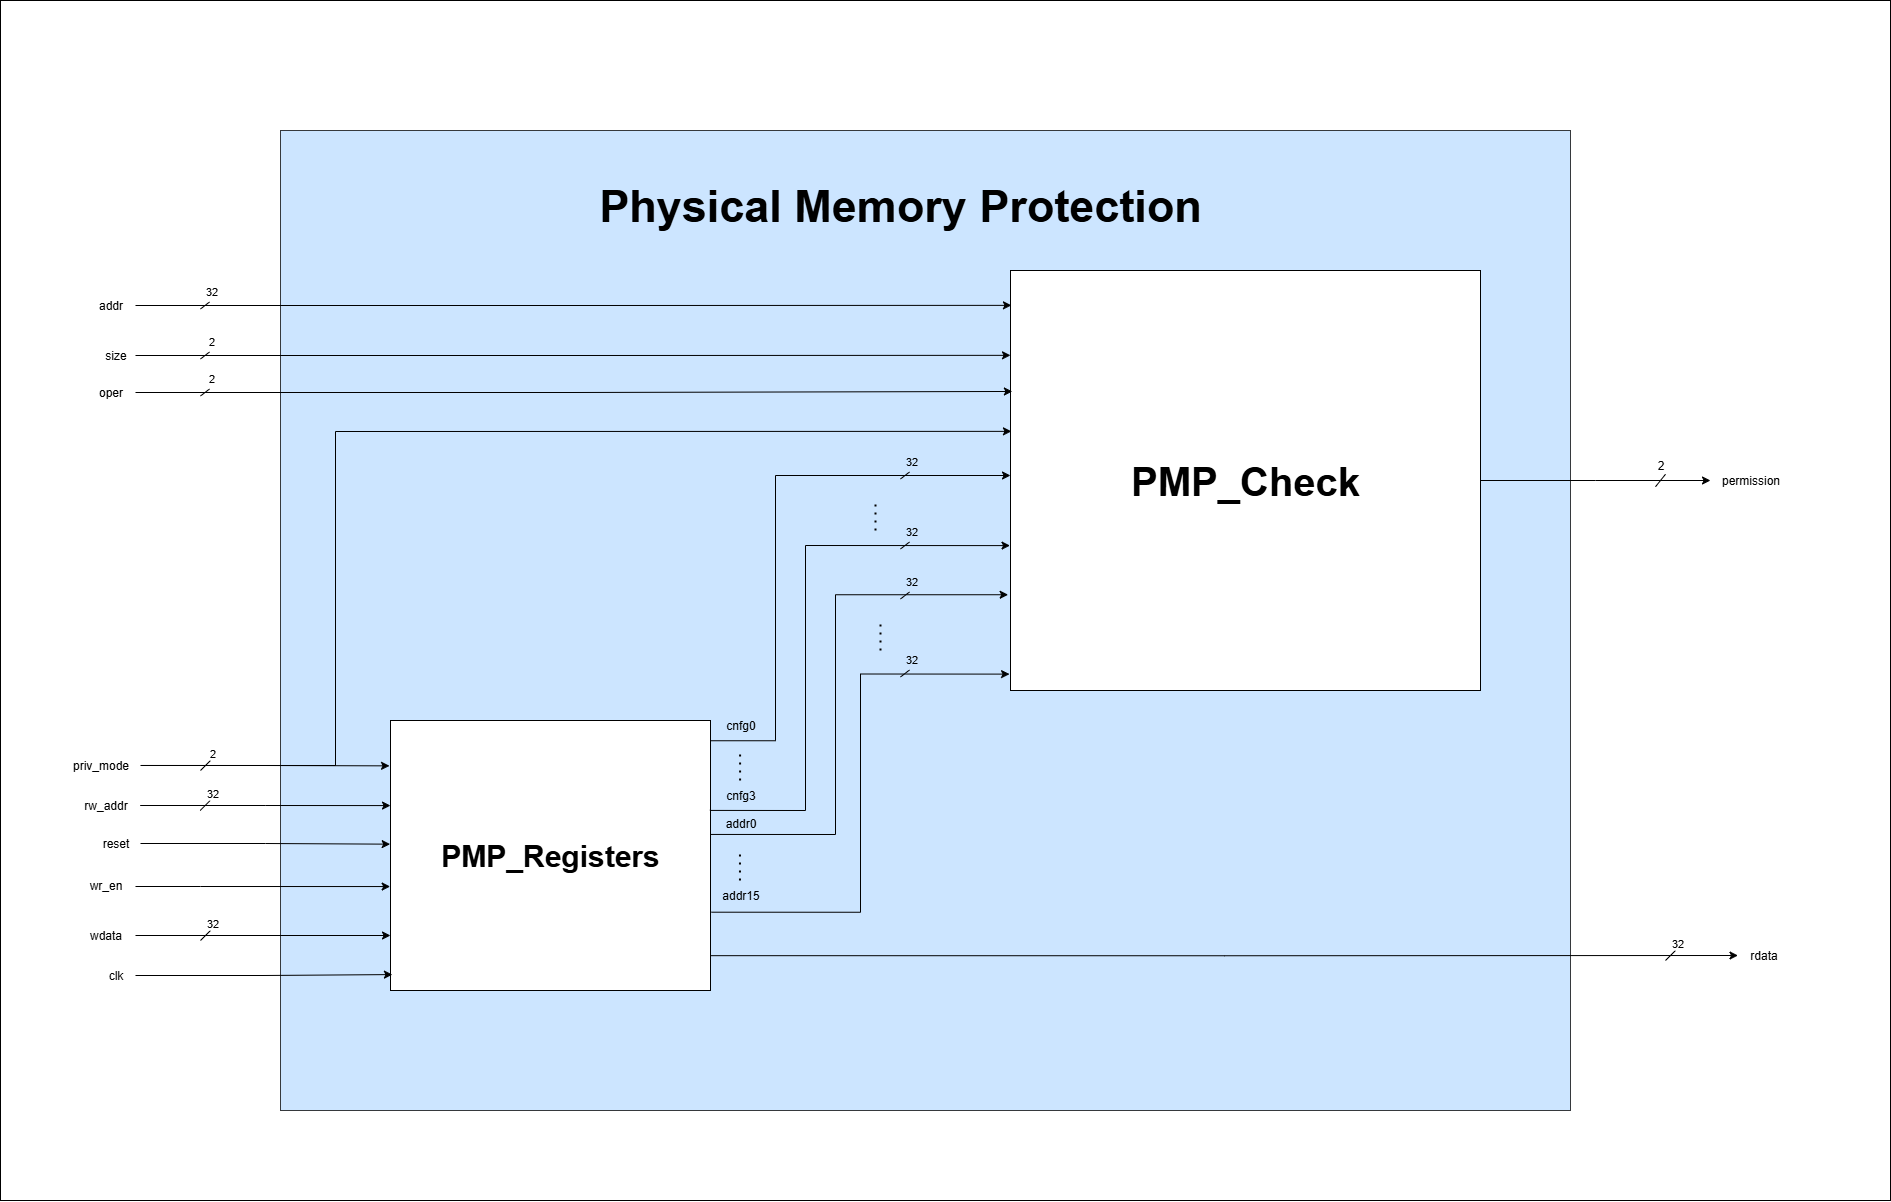 Physical Memory Protection
addr
32
size
2
oper
2
32
PMP_Check
2
permission
32
32
32
cnfg0
priv_mode
2
rw_addr
32
cnfg3
addr0
reset
PMP_Registers
wr_en
addr15
wdata
32
32
rdata
clk